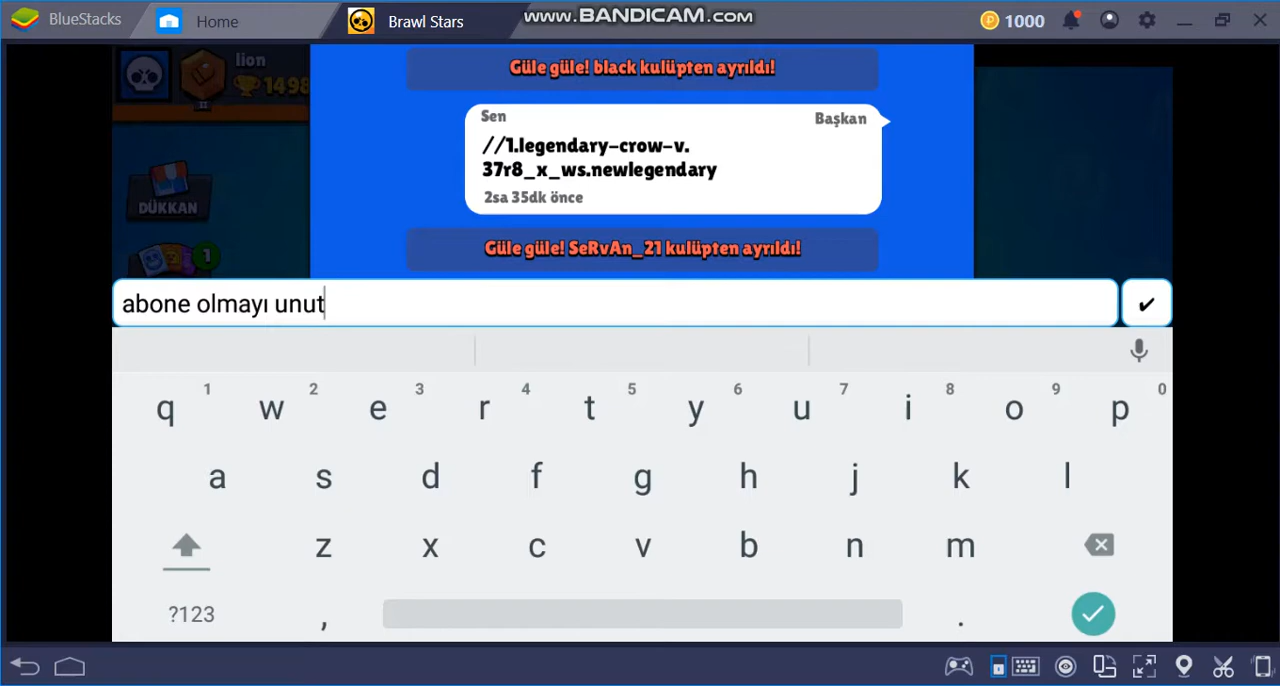 BlueStacks
Home
Brawl Stars
WWW.BANDICAM.COM
1000
lion
1498
II
DÜKKAN
1
Güle güle! black kulüpten ayrıldı!
Sen
Başkan
//1.legendary-crow-v.
37r8_x_ws.newlegendary
2sa 35dk önce
Güle güle! SeRvAn_21 kulüpten ayrıldı!
abone olmayı unut
1 2 3 4 5 6 7 8 9 0
q w e r t y u i o p
a s d f g h j k l
z x c v b n m
?123 , .